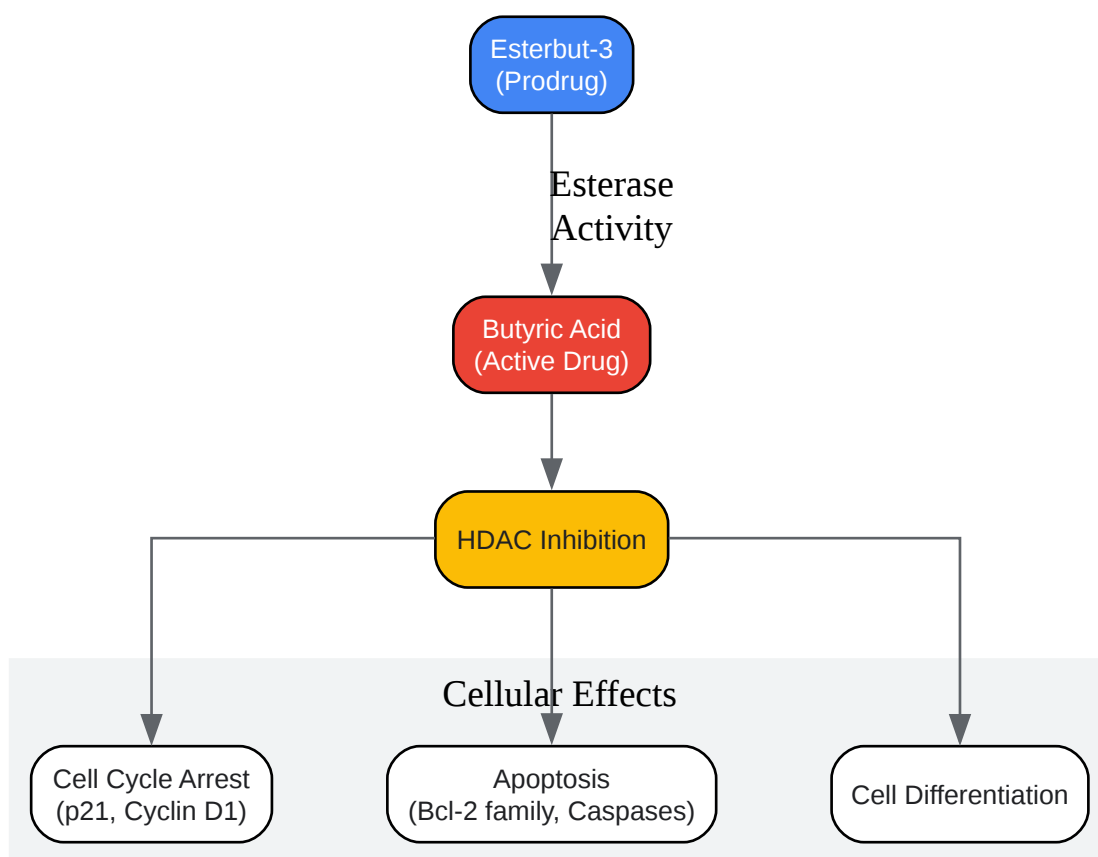 Esterbut-3
(Prodrug)
Esterase
Activity
Butyric Acid
(Active Drug)
HDAC Inhibition
Cellular Effects
Cell Cycle Arrest
(p21, Cyclin D1)
Apoptosis
(Bcl-2 family, Caspases)
Cell Differentiation